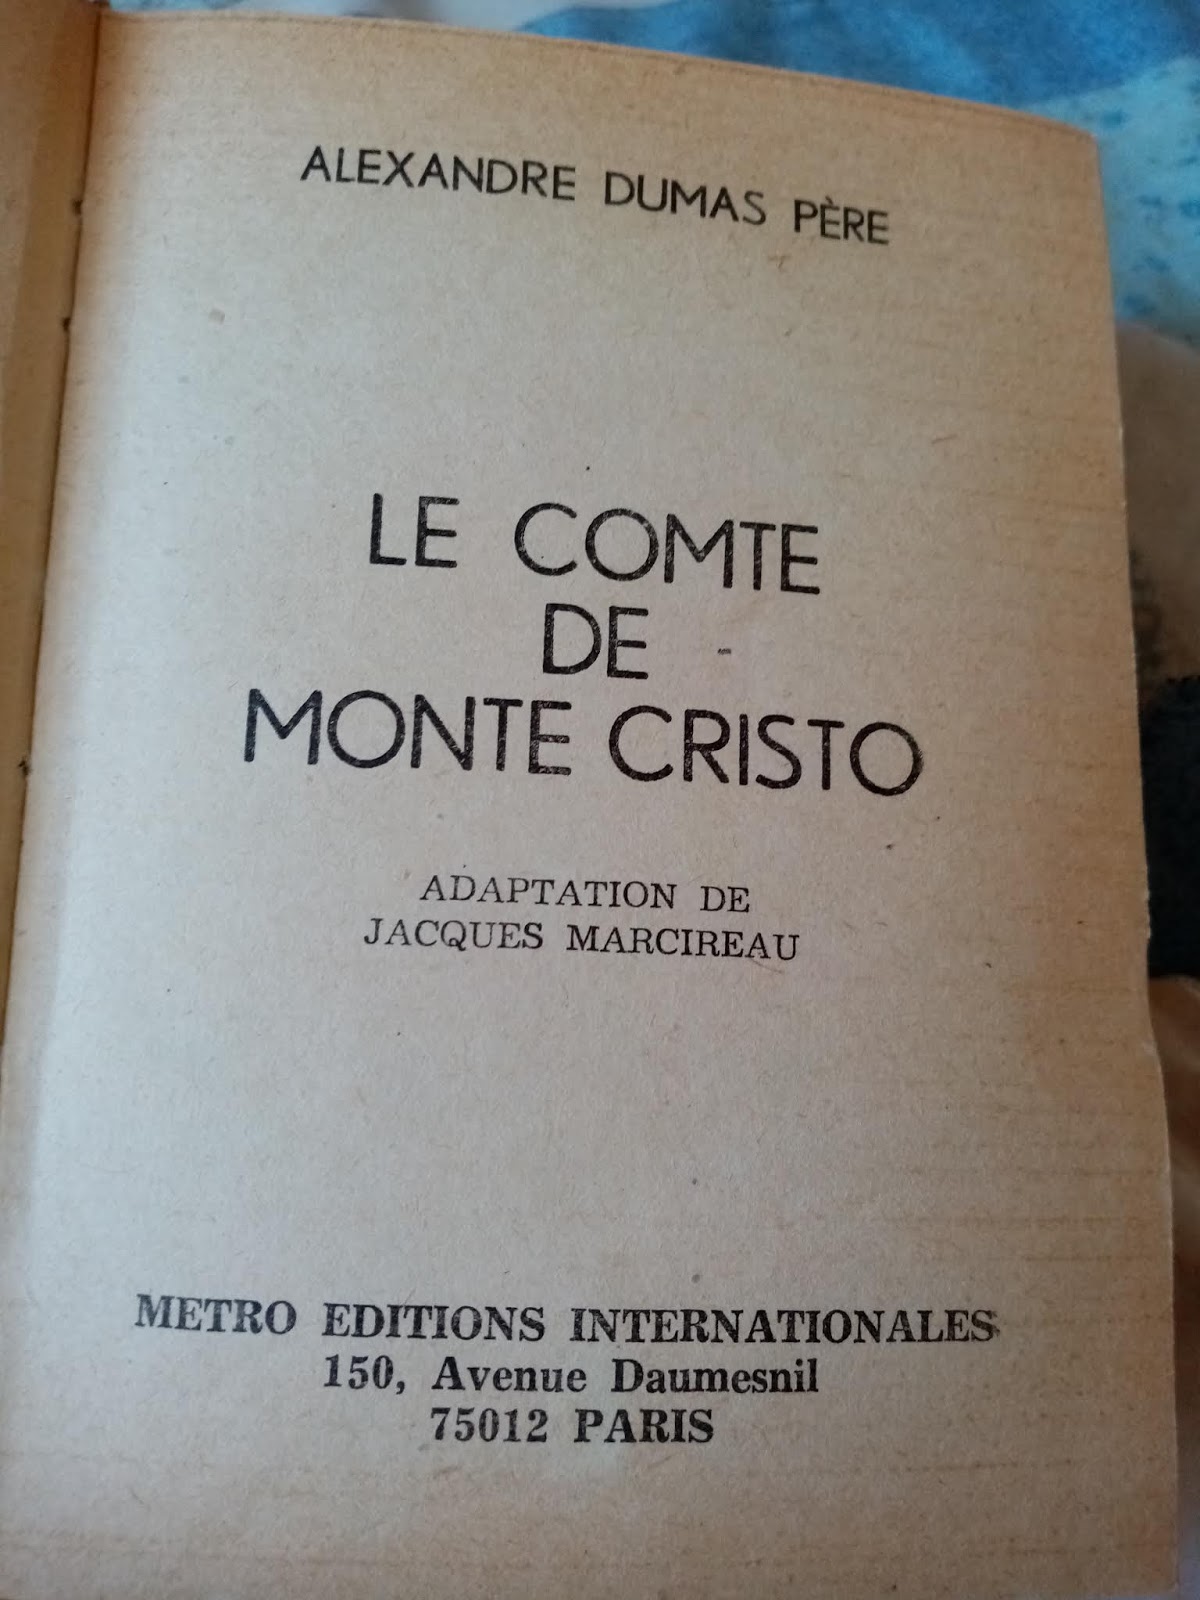 ALEXANDRE DUMAS PÈRE
LE COMTE
DE
MONTE CRISTO
ADAPTATION DE
JACQUES MARCIREAU
METRO EDITIONS INTERNATIONALES
150, Avenue Daumesnil
75012 PARIS